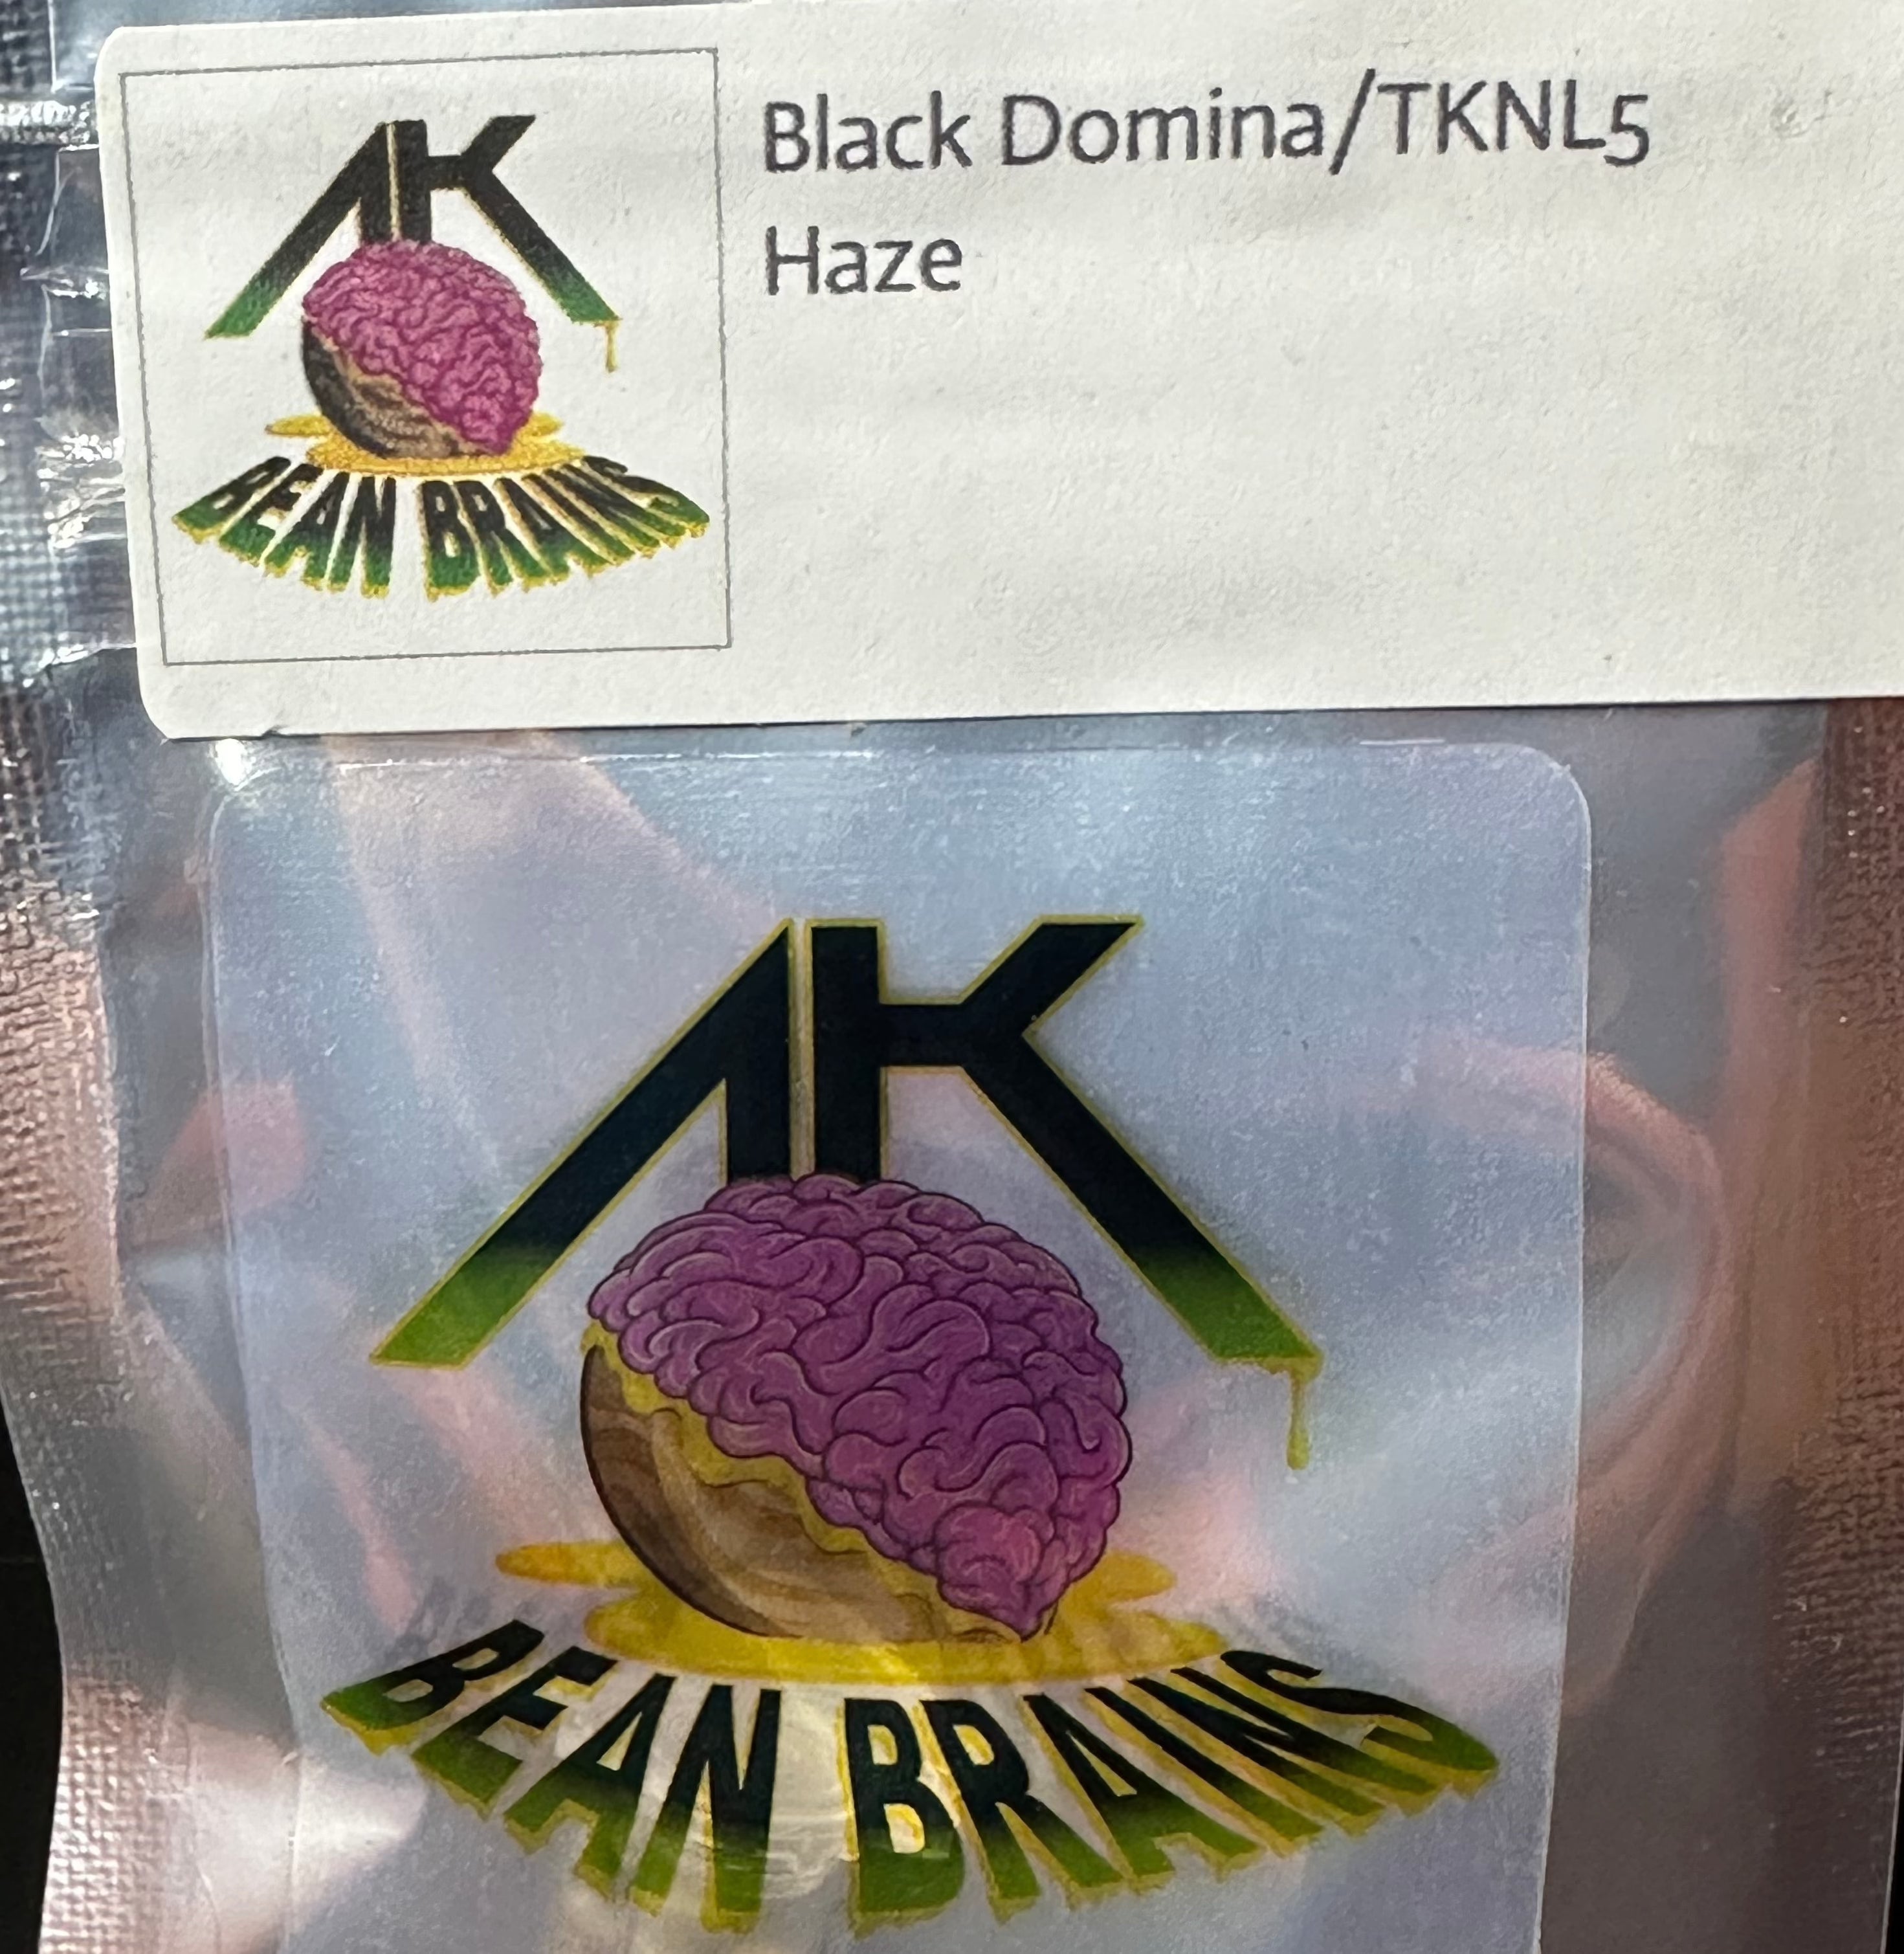 AK
BEAN BRAINS
Black Domina/TKNL5
Haze
AK
BEAN BRAINS